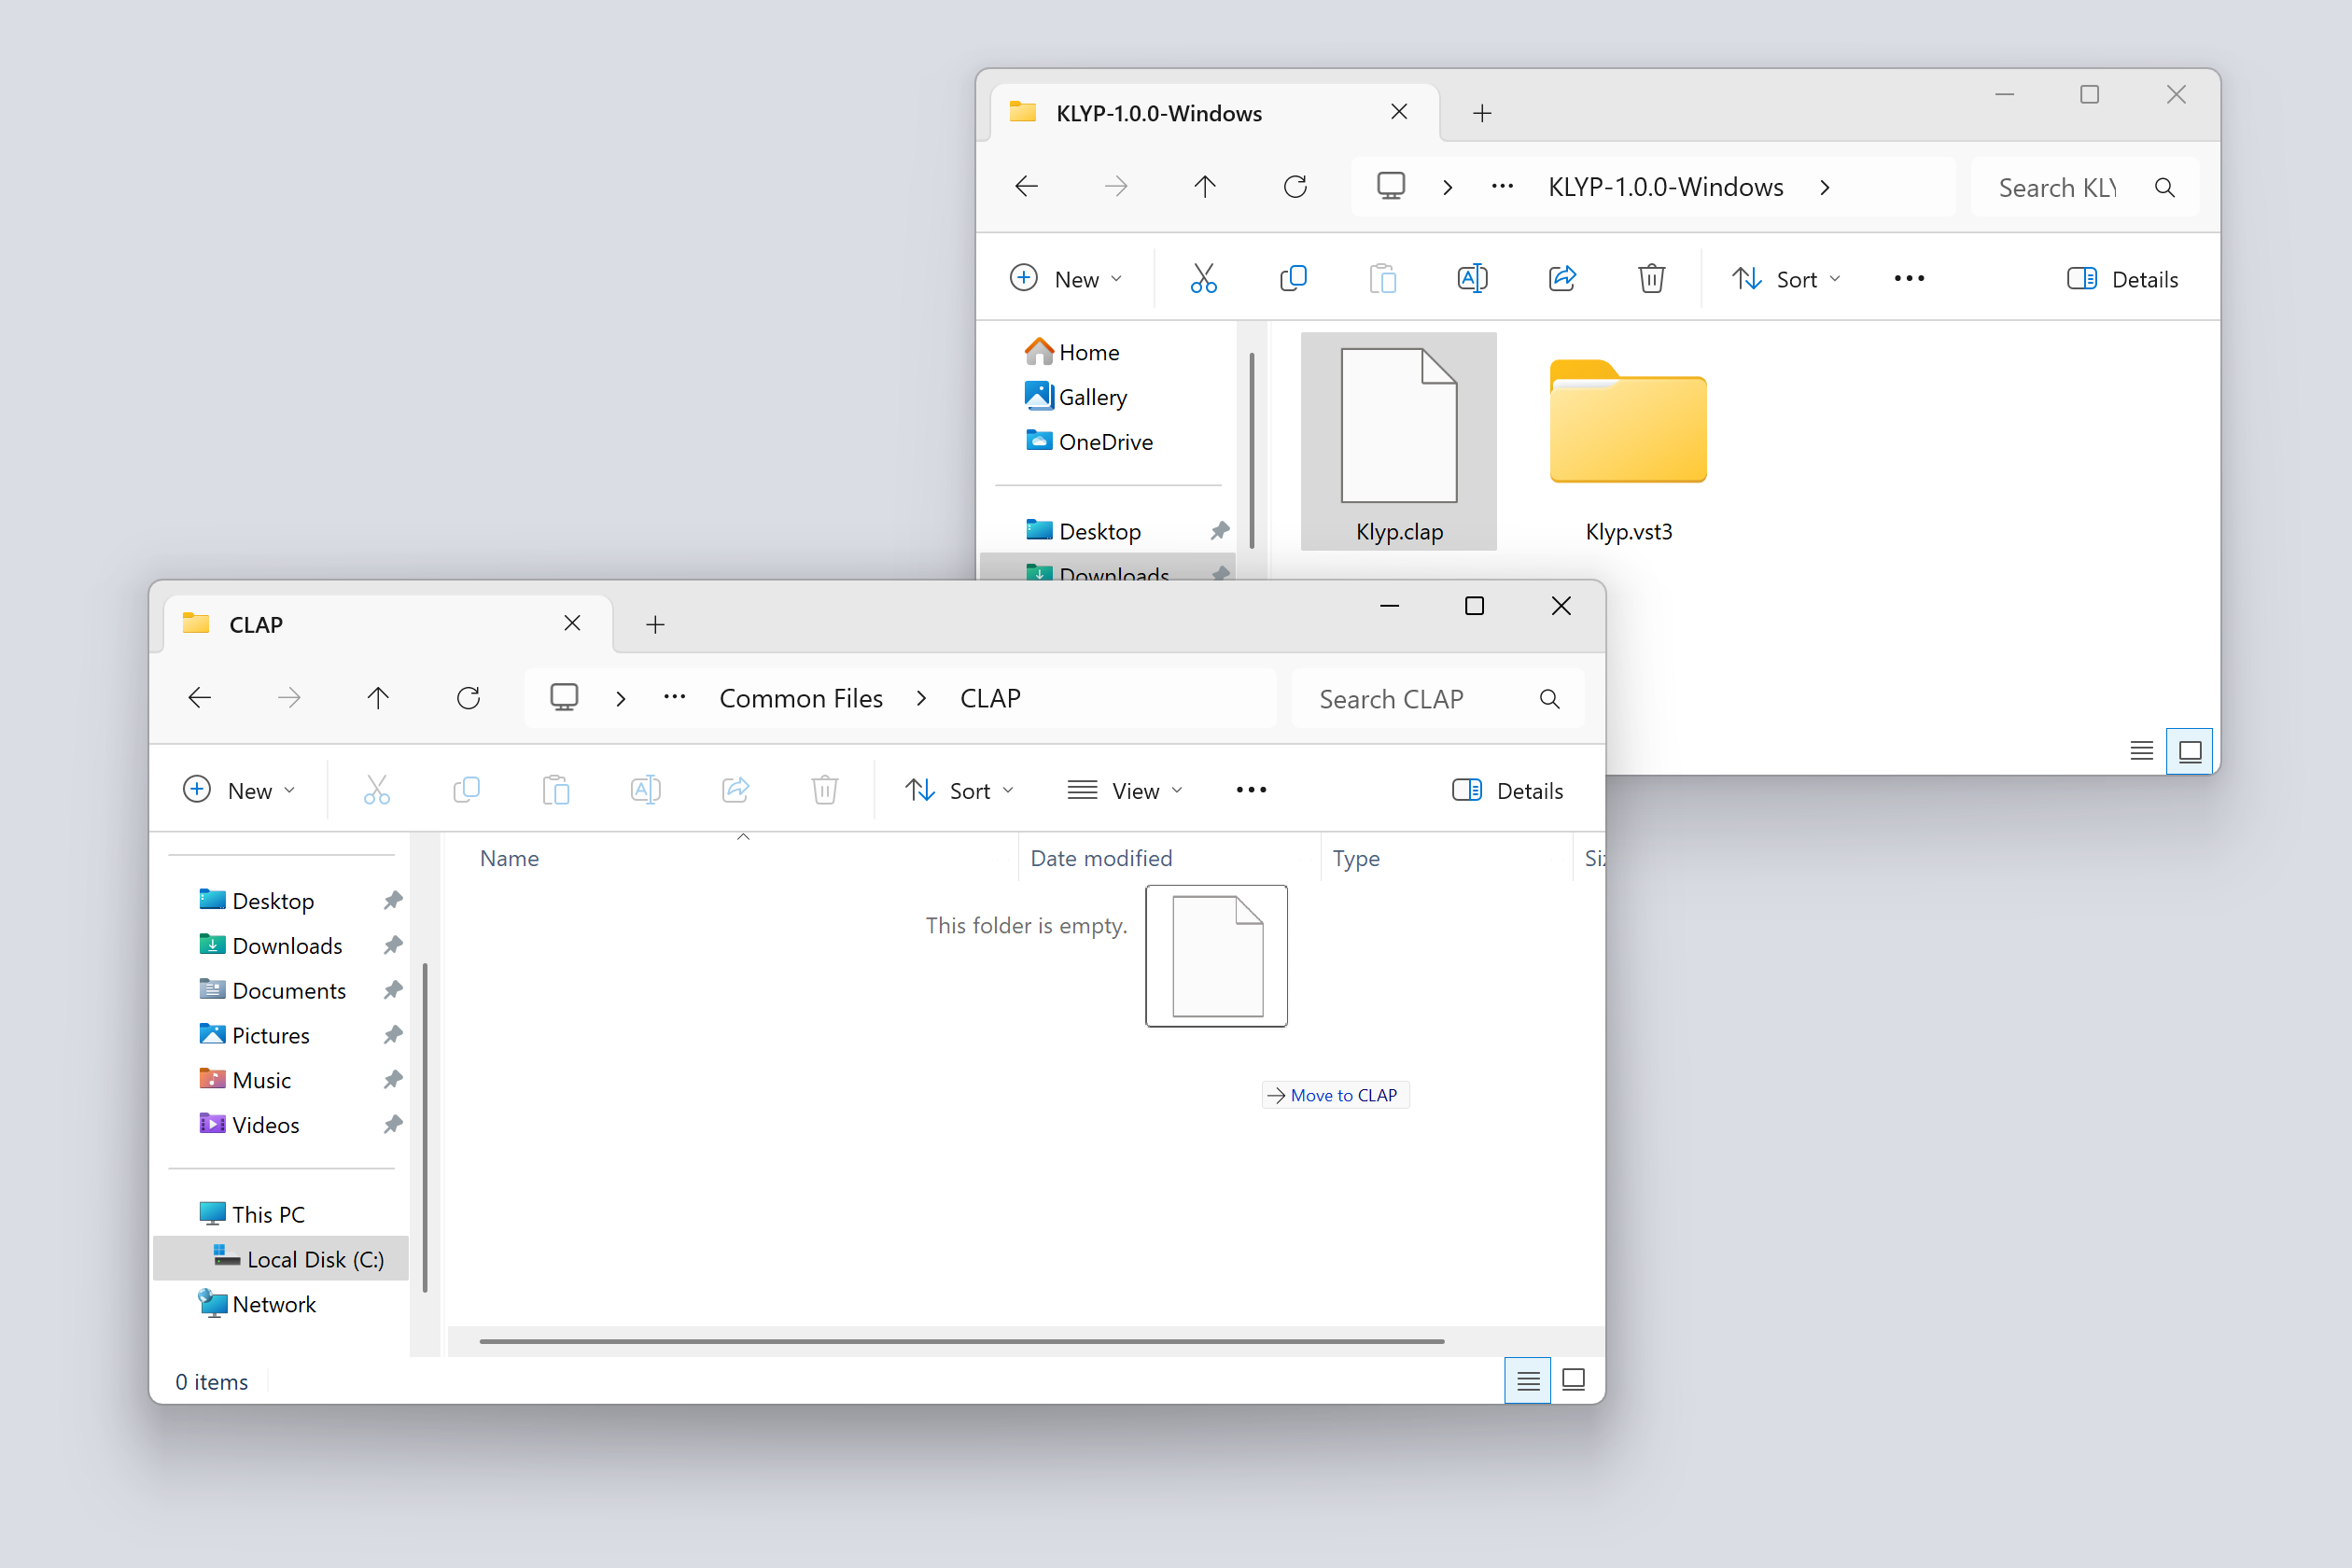 KLYP-1.0.0-Windows
KLYP-1.0.0-Windows
Search KLY
New
Sort
Details
Home
Gallery
OneDrive
Desktop
Downloads
Klyp.clap
Klyp.vst3
CLAP
Common Files
CLAP
Search CLAP
New
Sort
View
Details
Name
Date modified
Type
Siz
This folder is empty.
Desktop
Downloads
Documents
Pictures
Music
Videos
This PC
Local Disk (C:)
Network
Move to CLAP
0 items